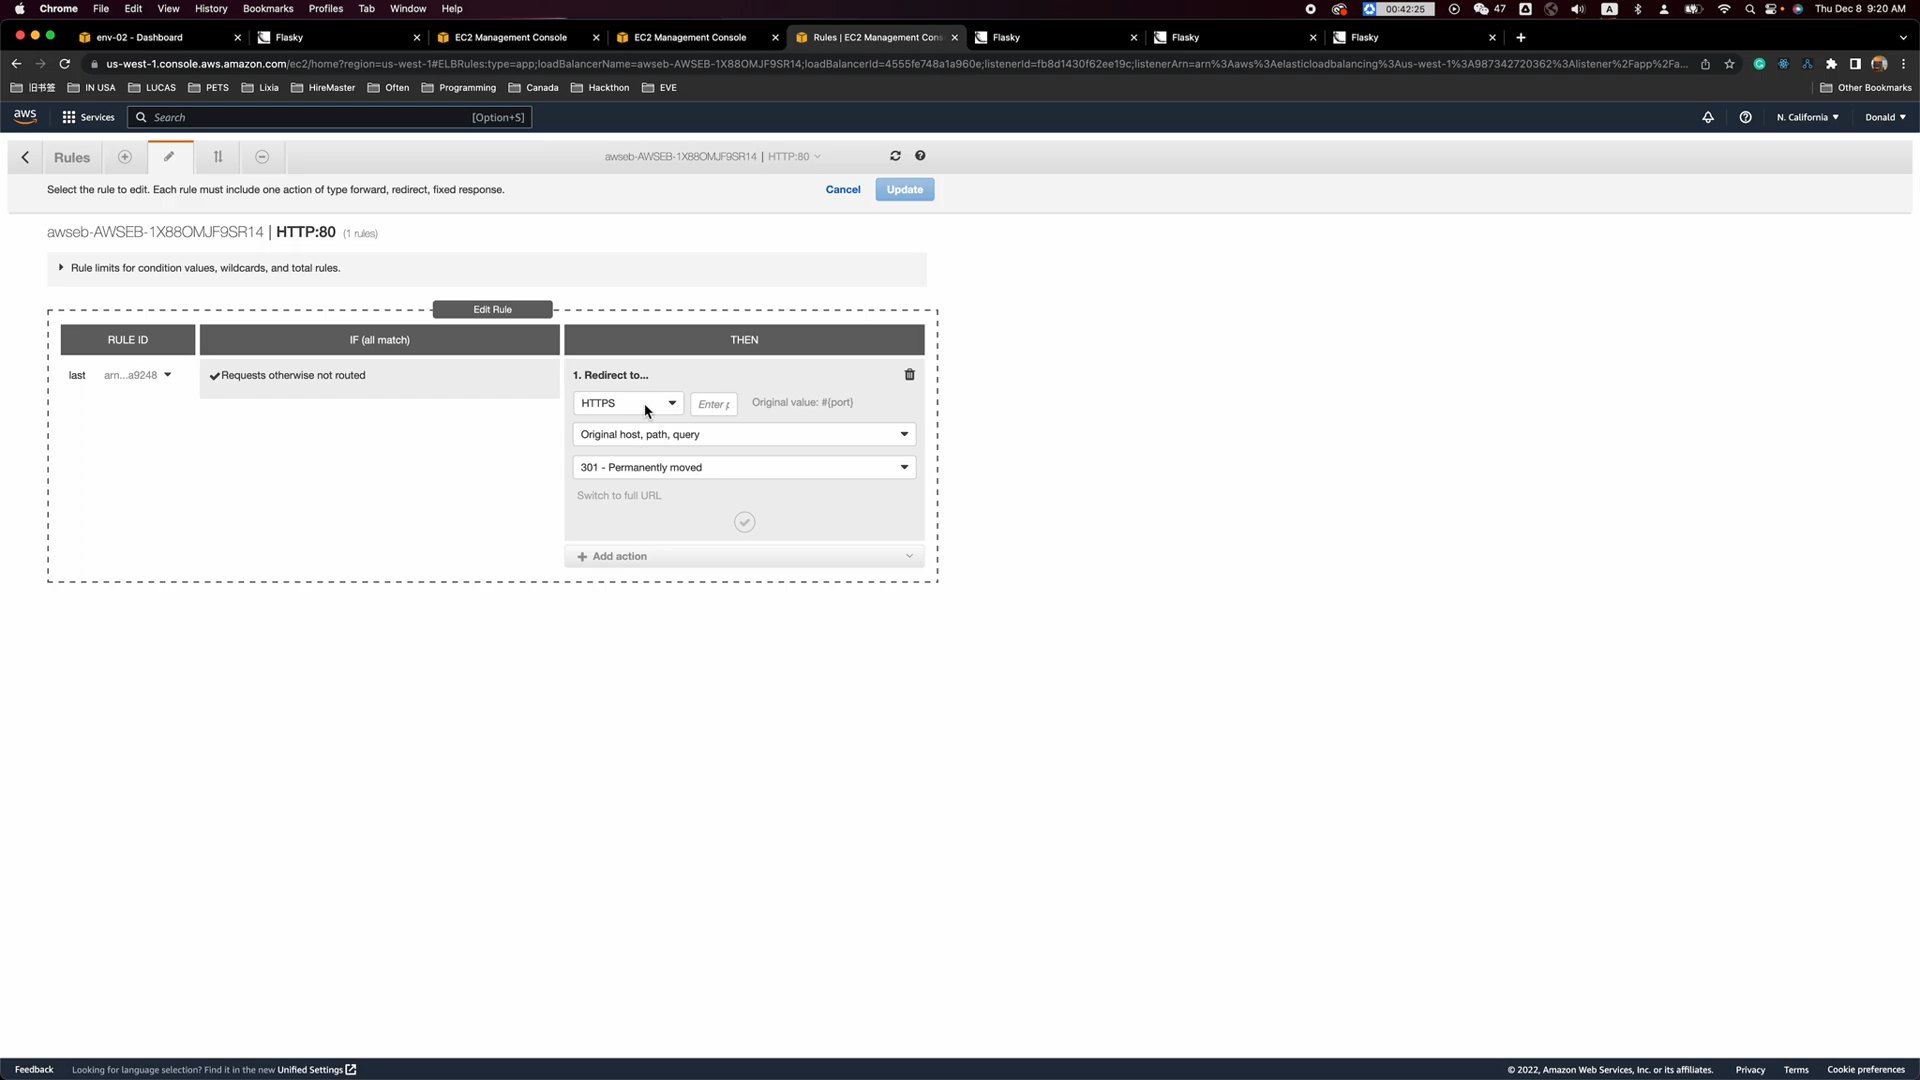 Chrome File Edit View History Bookmarks Profiles Tab Window Help 00:42:25 47 A Thu Dec 8 9:20 AM
env-02 - Dashboard Flasky EC2 Management Console EC2 Management Console Rules | EC2 Management Cons Flasky Flasky Flasky
us-west-1.console.aws.amazon.com/ec2/home?region=us-west-1#ELBRules:type=app;loadBalancerName=awseb-AWSEB-1X88OMJF9SR14;loadBalancerId=4555fe748a1a960e;listenerId=fb8d1430f62ee19c;listenerArn=arn%3Aaws%3Aelasticloadbalancing%3Aus-west-1%3A987342720362%3Alistener%2Fapp%2Fa...
旧书签 IN USA LUCAS PETS Lixia HireMaster Often Programming Canada Hackthon EVE Other Bookmarks
aws Services Search [Option+S] N. California Donald
Rules awseb-AWSEB-1X88OMJF9SR14 | HTTP:80
Select the rule to edit. Each rule must include one action of type forward, redirect, fixed response. Cancel Update
awseb-AWSEB-1X88OMJF9SR14 | HTTP:80 (1 rules)
Rule limits for condition values, wildcards, and total rules.
Edit Rule
RULE ID IF (all match) THEN
last arn...a9248 Requests otherwise not routed 1. Redirect to...
HTTPS Enter p Original value: #{port}
Original host, path, query
301 - Permanently moved
Switch to full URL
Add action
Feedback Looking for language selection? Find it in the new Unified Settings © 2022, Amazon Web Services, Inc. or its affiliates. Privacy Terms Cookie preferences